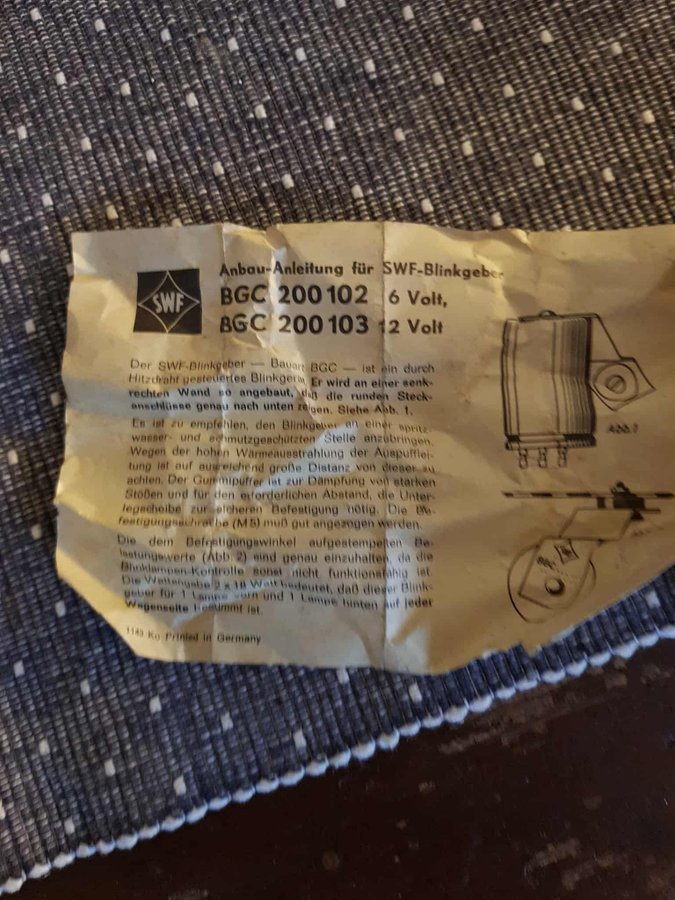 SWF
Anbau-Anleitung für SWF-Blinkgeber
BGC 200102 6 Volt,
BGC 200103 12 Volt
Der SWF-Blinkgeber — Bauart BGC — ist ein durch
Hitzdraht gesteuertes Blinkgerät. Er wird an einer senk-
rechten Wand so angebaut, daß die runden Steck-
anschlüsse genau nach unten zeigen. Siehe Abb. 1.
Es ist zu empfehlen, den Blinkgeber an einer spritz-
wasser- und schmutzgeschützten Stelle anzubringen.
Wegen der hohen Wärmeausstrahlung der Auspufflei-
tung ist auf ausreichend große Distanz von dieser zu
achten. Der Gummipuffer ist zur Dämpfung von starken
Stößen und für den erforderlichen Abstand, die Unter-
legscheibe zur sicheren Befestigung nötig. Die Be-
festigungsschraube (M5) muß gut angezogen werden.
Die dem Befestigungswinkel aufgestempelten Be-
lastungswerte (Abb. 2) sind genau einzuhalten, da die
Blinklampen-Kontrolle sonst nicht funktionsfähig ist.
Die Wattangabe 2 x 18 Watt bedeutet, daß dieser Blink-
geber für 1 Lampe vorn und 1 Lampe hinten auf jeder
Wagenseite bestimmt ist.
1143 Ko Printed in Germany
Abb. 1
BGC